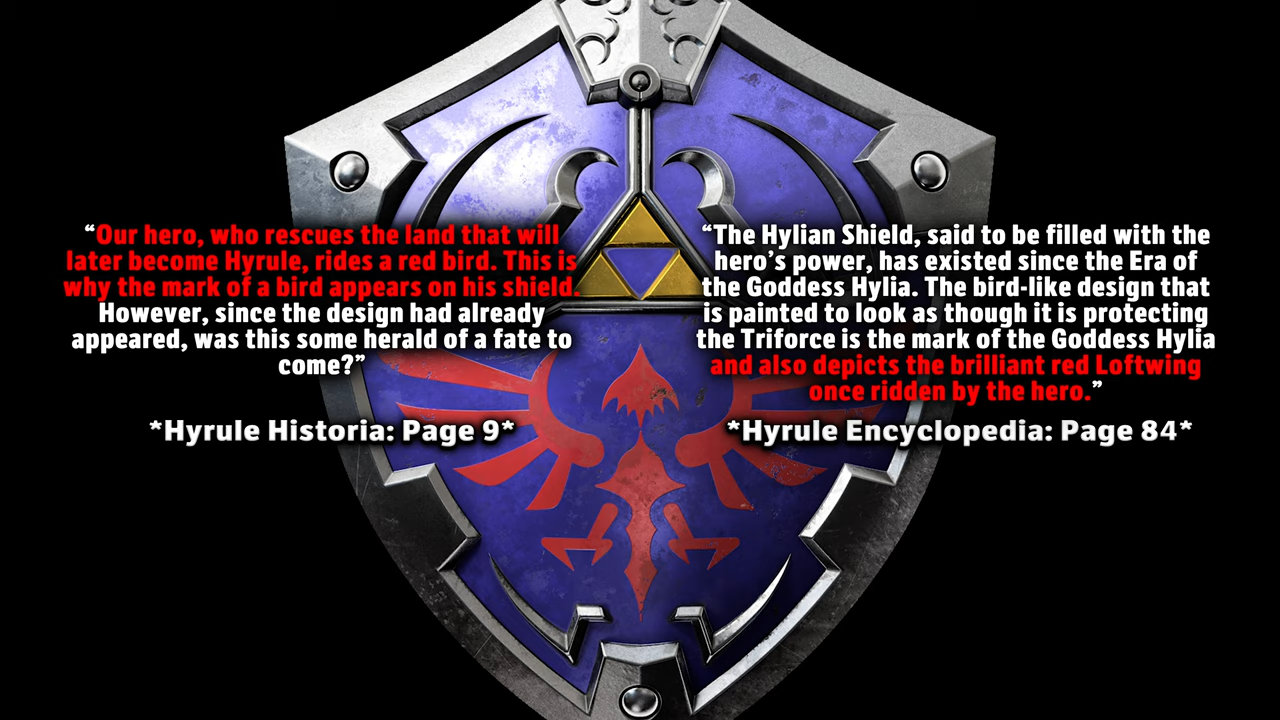 “Our hero, who rescues the land that will
later become Hyrule, rides a red bird. This is
why the mark of a bird appears on his shield.
However, since the design had already
appeared, was this some herald of a fate to
come?”
*Hyrule Historia: Page 9*
“The Hylian Shield, said to be filled with the
hero’s power, has existed since the Era of
the Goddess Hylia. The bird-like design that
is painted to look as though it is protecting
the Triforce is the mark of the Goddess Hylia
and also depicts the brilliant red Loftwing
once ridden by the hero.”
*Hyrule Encyclopedia: Page 84*